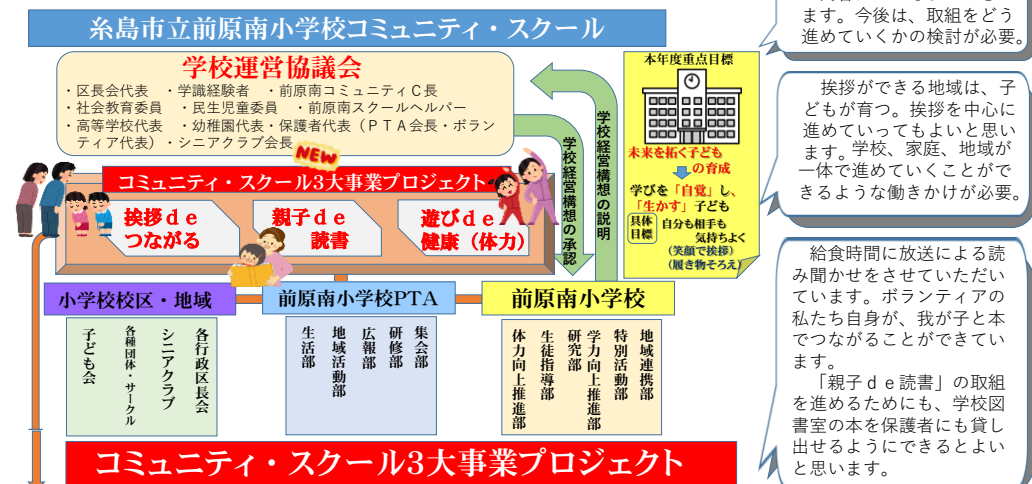 糸島市立前原南小学校コミュニティ・スクール
学校運営協議会
・区長会代表　・学識経験者　・前原南コミュニティC長
・社会教育委員　・民生児童委員　・前原南スクールヘルパー
・高等学校代表　・幼稚園代表・保護者代表（ＰＴＡ会長・ボラン
ティア代表）・シニアクラブ会長
NEW
コミュニティ・スクール3大事業プロジェクト
挨拶ｄｅ
つながる
親子ｄｅ
読書
遊びｄｅ
健康（体力）
学校経営構想の承認
学校経営構想の説明
本年度重点目標
未来を拓く子ども
の育成
学びを「自覚」し、
「生かす」子ども
具体
目標
自分も相手も
気持ちよく
（笑顔で挨拶）
（履き物そろえ）
小学校校区・地域
子ども会
各種団体・サークル
シニアクラブ
各行政区長会
前原南小学校PTA
生活部
地域活動部
広報部
研修部
集会部
前原南小学校
体力向上推進部
生徒指導部
研究部
学力向上推進部
特別活動部
地域連携部
コミュニティ・スクール3大事業プロジェクト
ます。今後は、取組をどう
進めていくかの検討が必要。
挨拶ができる地域は、子
どもが育つ。挨拶を中心に
進めていってもよいと思い
ます。学校、家庭、地域が
一体で進めていくことがで
きるような働きかけが必要。
給食時間に放送による読
み聞かせをさせていただい
ています。ボランティアの
私たち自身が、我が子と本
でつながることができてい
ます。
「親子ｄｅ読書」の取組
を進めるためにも、学校図
書室の本を保護者にも貸し
出せるようにできるとよい
と思います。